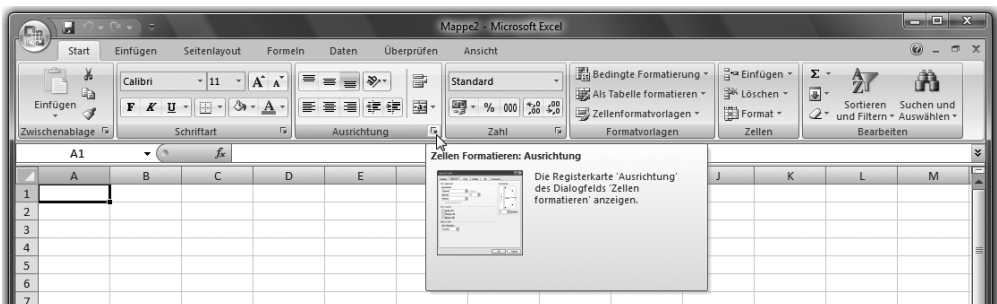 Mappe2 - Microsoft Excel
Start Einfügen Seitenlayout Formeln Daten Überprüfen Ansicht
Calibri 11 A A Standard Bedingte Formatierung Einfügen Σ
Als Tabelle formatieren Löschen
Einfügen F K U A % 000 Zellenformatvorlagen Format Sortieren und Filtern Suchen und Auswählen
Zwischenablage Schriftart Ausrichtung Zahl Formatvorlagen Zellen Bearbeiten
A1 fx
Zellen Formatieren: Ausrichtung
A B C D E J K L M
Die Registerkarte 'Ausrichtung'
des Dialogfelds 'Zellen
formatieren' anzeigen.
1
2
3
4
5
6
7